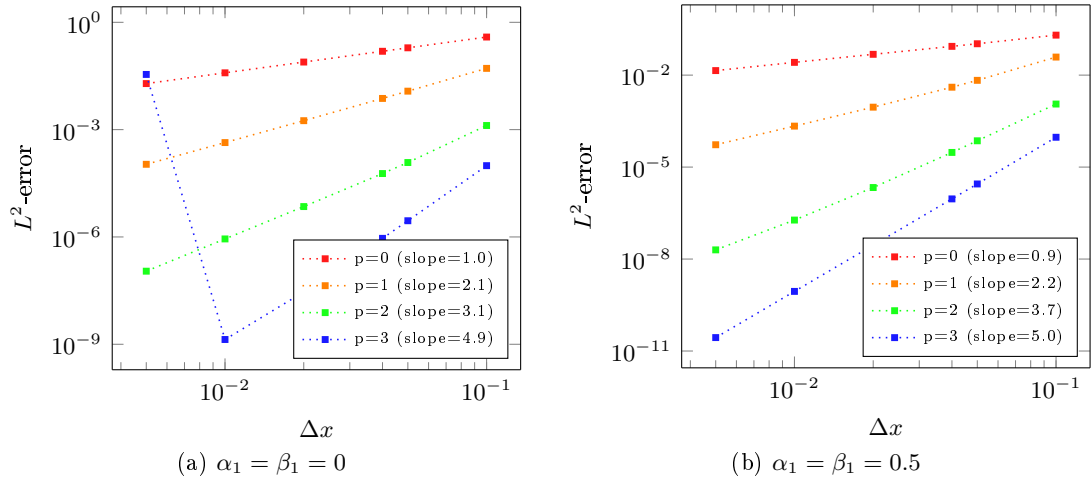 10^0
10^{-3}
10^{-6}
10^{-9}
L^2-error
p=0 (slope=1.0)
p=1 (slope=2.1)
p=2 (slope=3.1)
p=3 (slope=4.9)
10^{-2}
10^{-1}
Δx
(a) α_1 = β_1 = 0
10^{-2}
10^{-5}
10^{-8}
10^{-11}
L^2-error
p=0 (slope=0.9)
p=1 (slope=2.2)
p=2 (slope=3.7)
p=3 (slope=5.0)
10^{-2}
10^{-1}
Δx
(b) α_1 = β_1 = 0.5